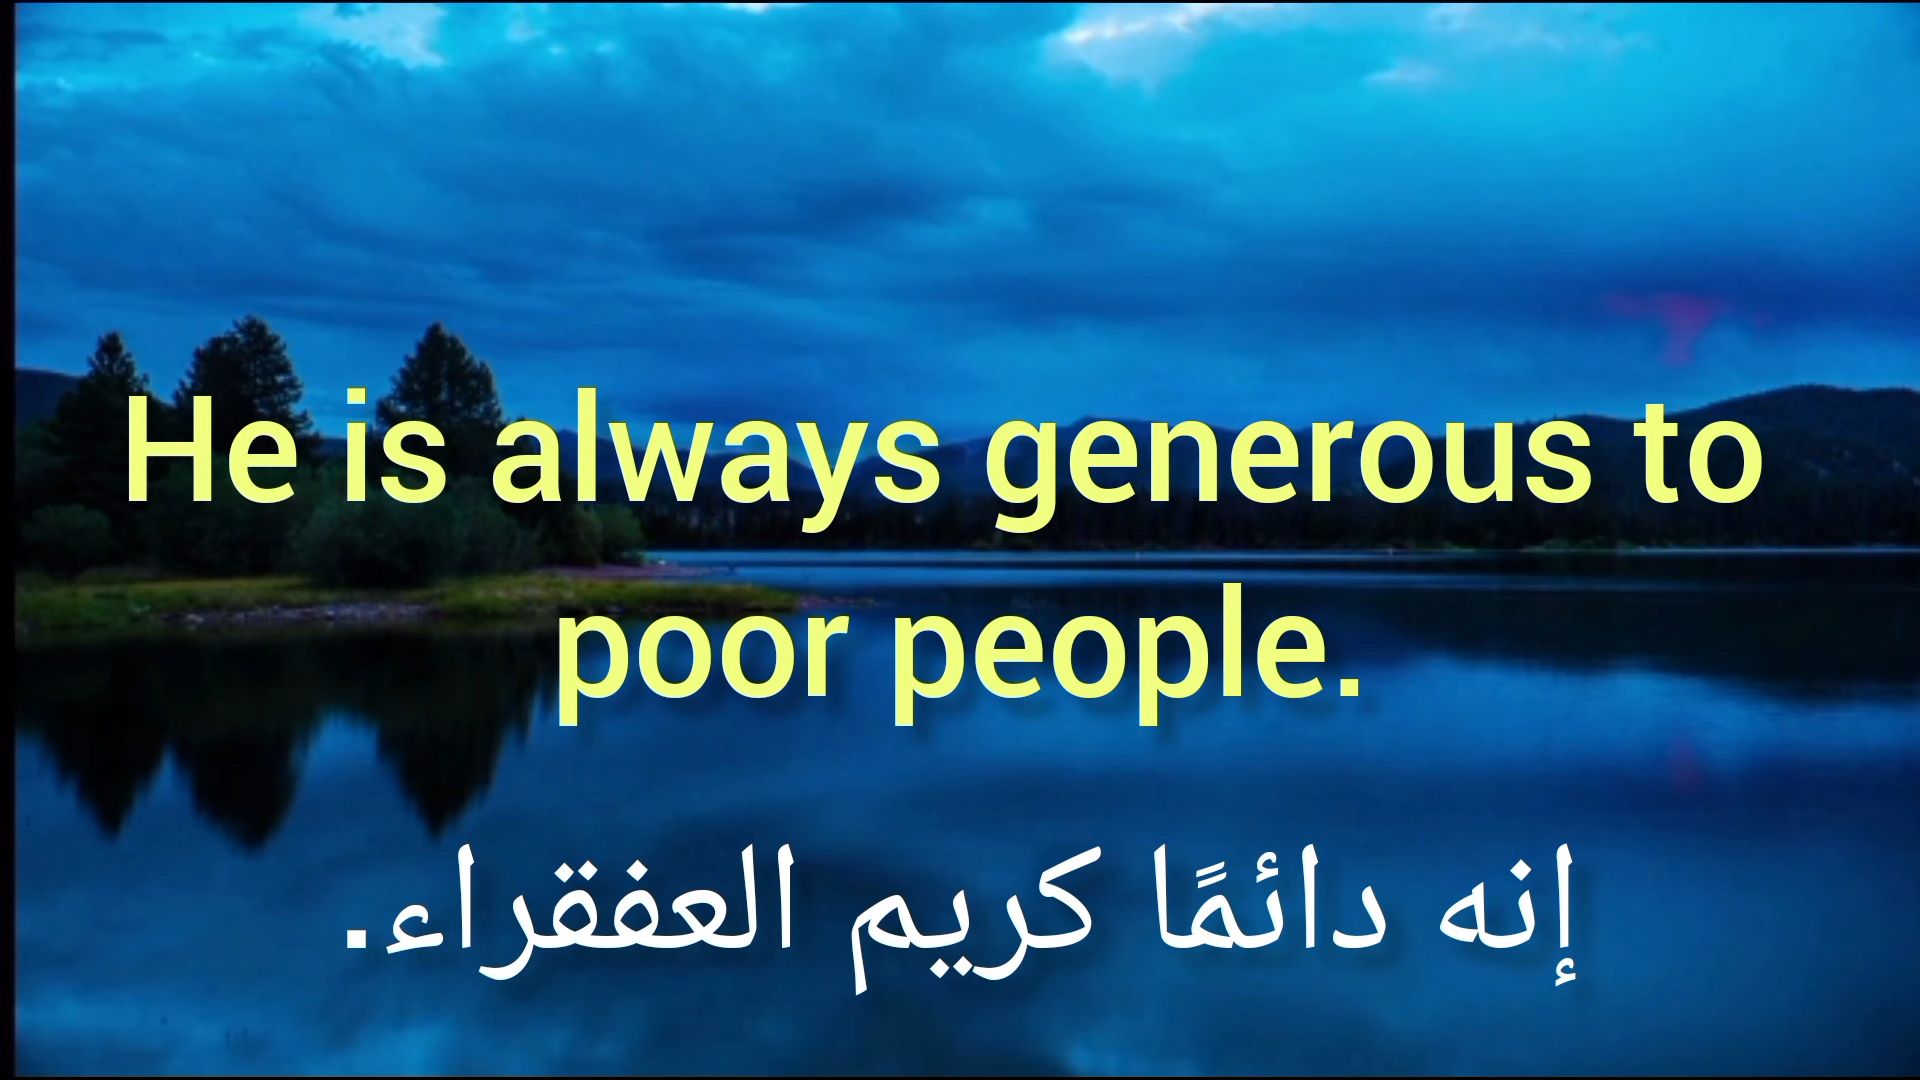 He is always generous to
poor people.
إنه دائمًا كريم العفقراء.